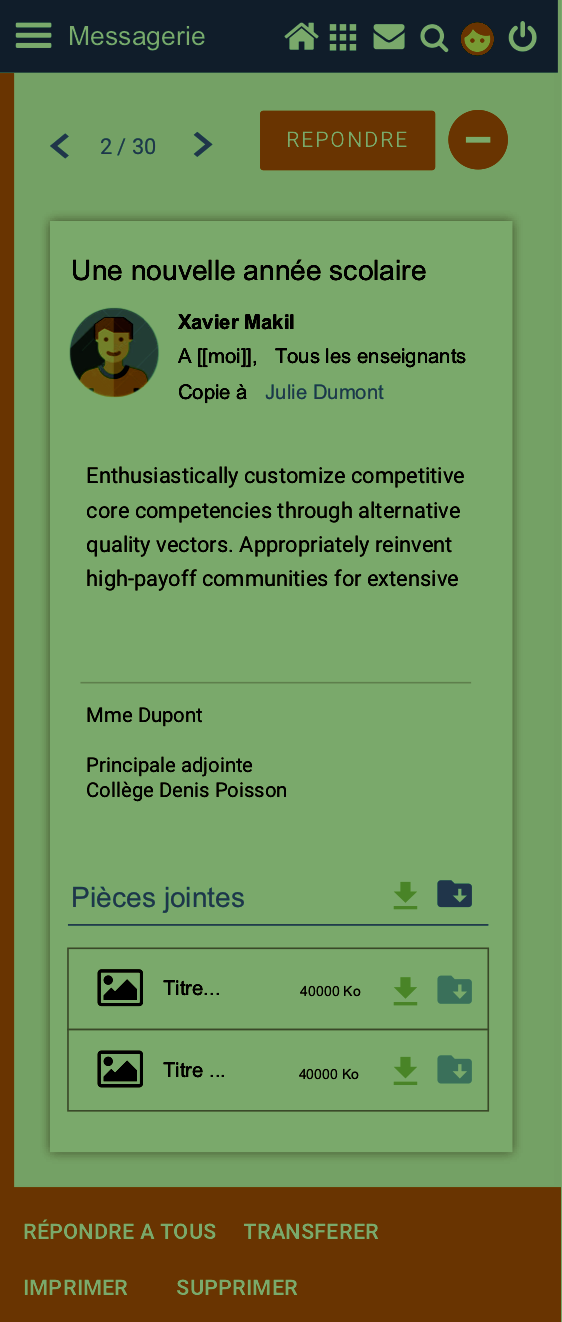 Messagerie
2 / 30
REPONDRE
Une nouvelle année scolaire
Xavier Makil
A [[moi]], Tous les enseignants
Copie à Julie Dumont
Enthusiastically customize competitive
core competencies through alternative
quality vectors. Appropriately reinvent
high-payoff communities for extensive
Mme Dupont
Principale adjointe
Collège Denis Poisson
Pièces jointes
Titre... 40000 Ko
Titre ... 40000 Ko
RÉPONDRE A TOUS TRANSFERER
IMPRIMER SUPPRIMER